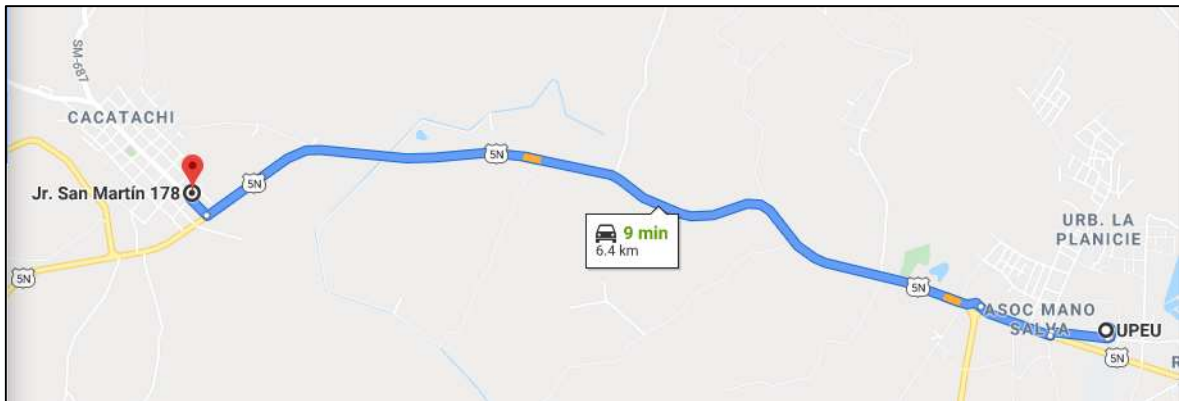 SM-687
CACATACHI
Jr. San Martín 178
5N
5N
5N
9 min
6.4 km
URB. LA
PLANICIE
5N
ASOC MANO
SALVA
UPEU
5N
R